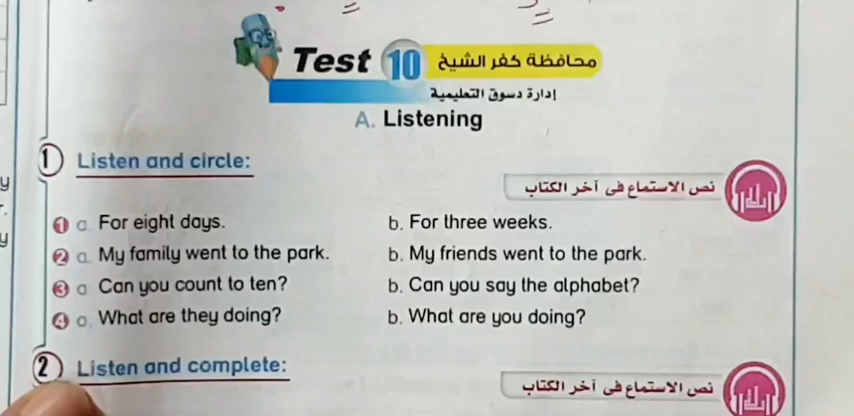 Test 10 محافظة كفر الشيخ
إدارة دسوق التعليمية
A. Listening
1 Listen and circle:
نص الاستماع في آخر الكتاب
1 a. For eight days. b. For three weeks.
2 a. My family went to the park. b. My friends went to the park.
3 a. Can you count to ten? b. Can you say the alphabet?
4 a. What are they doing? b. What are you doing?
2 Listen and complete:
نص الاستماع في آخر الكتاب